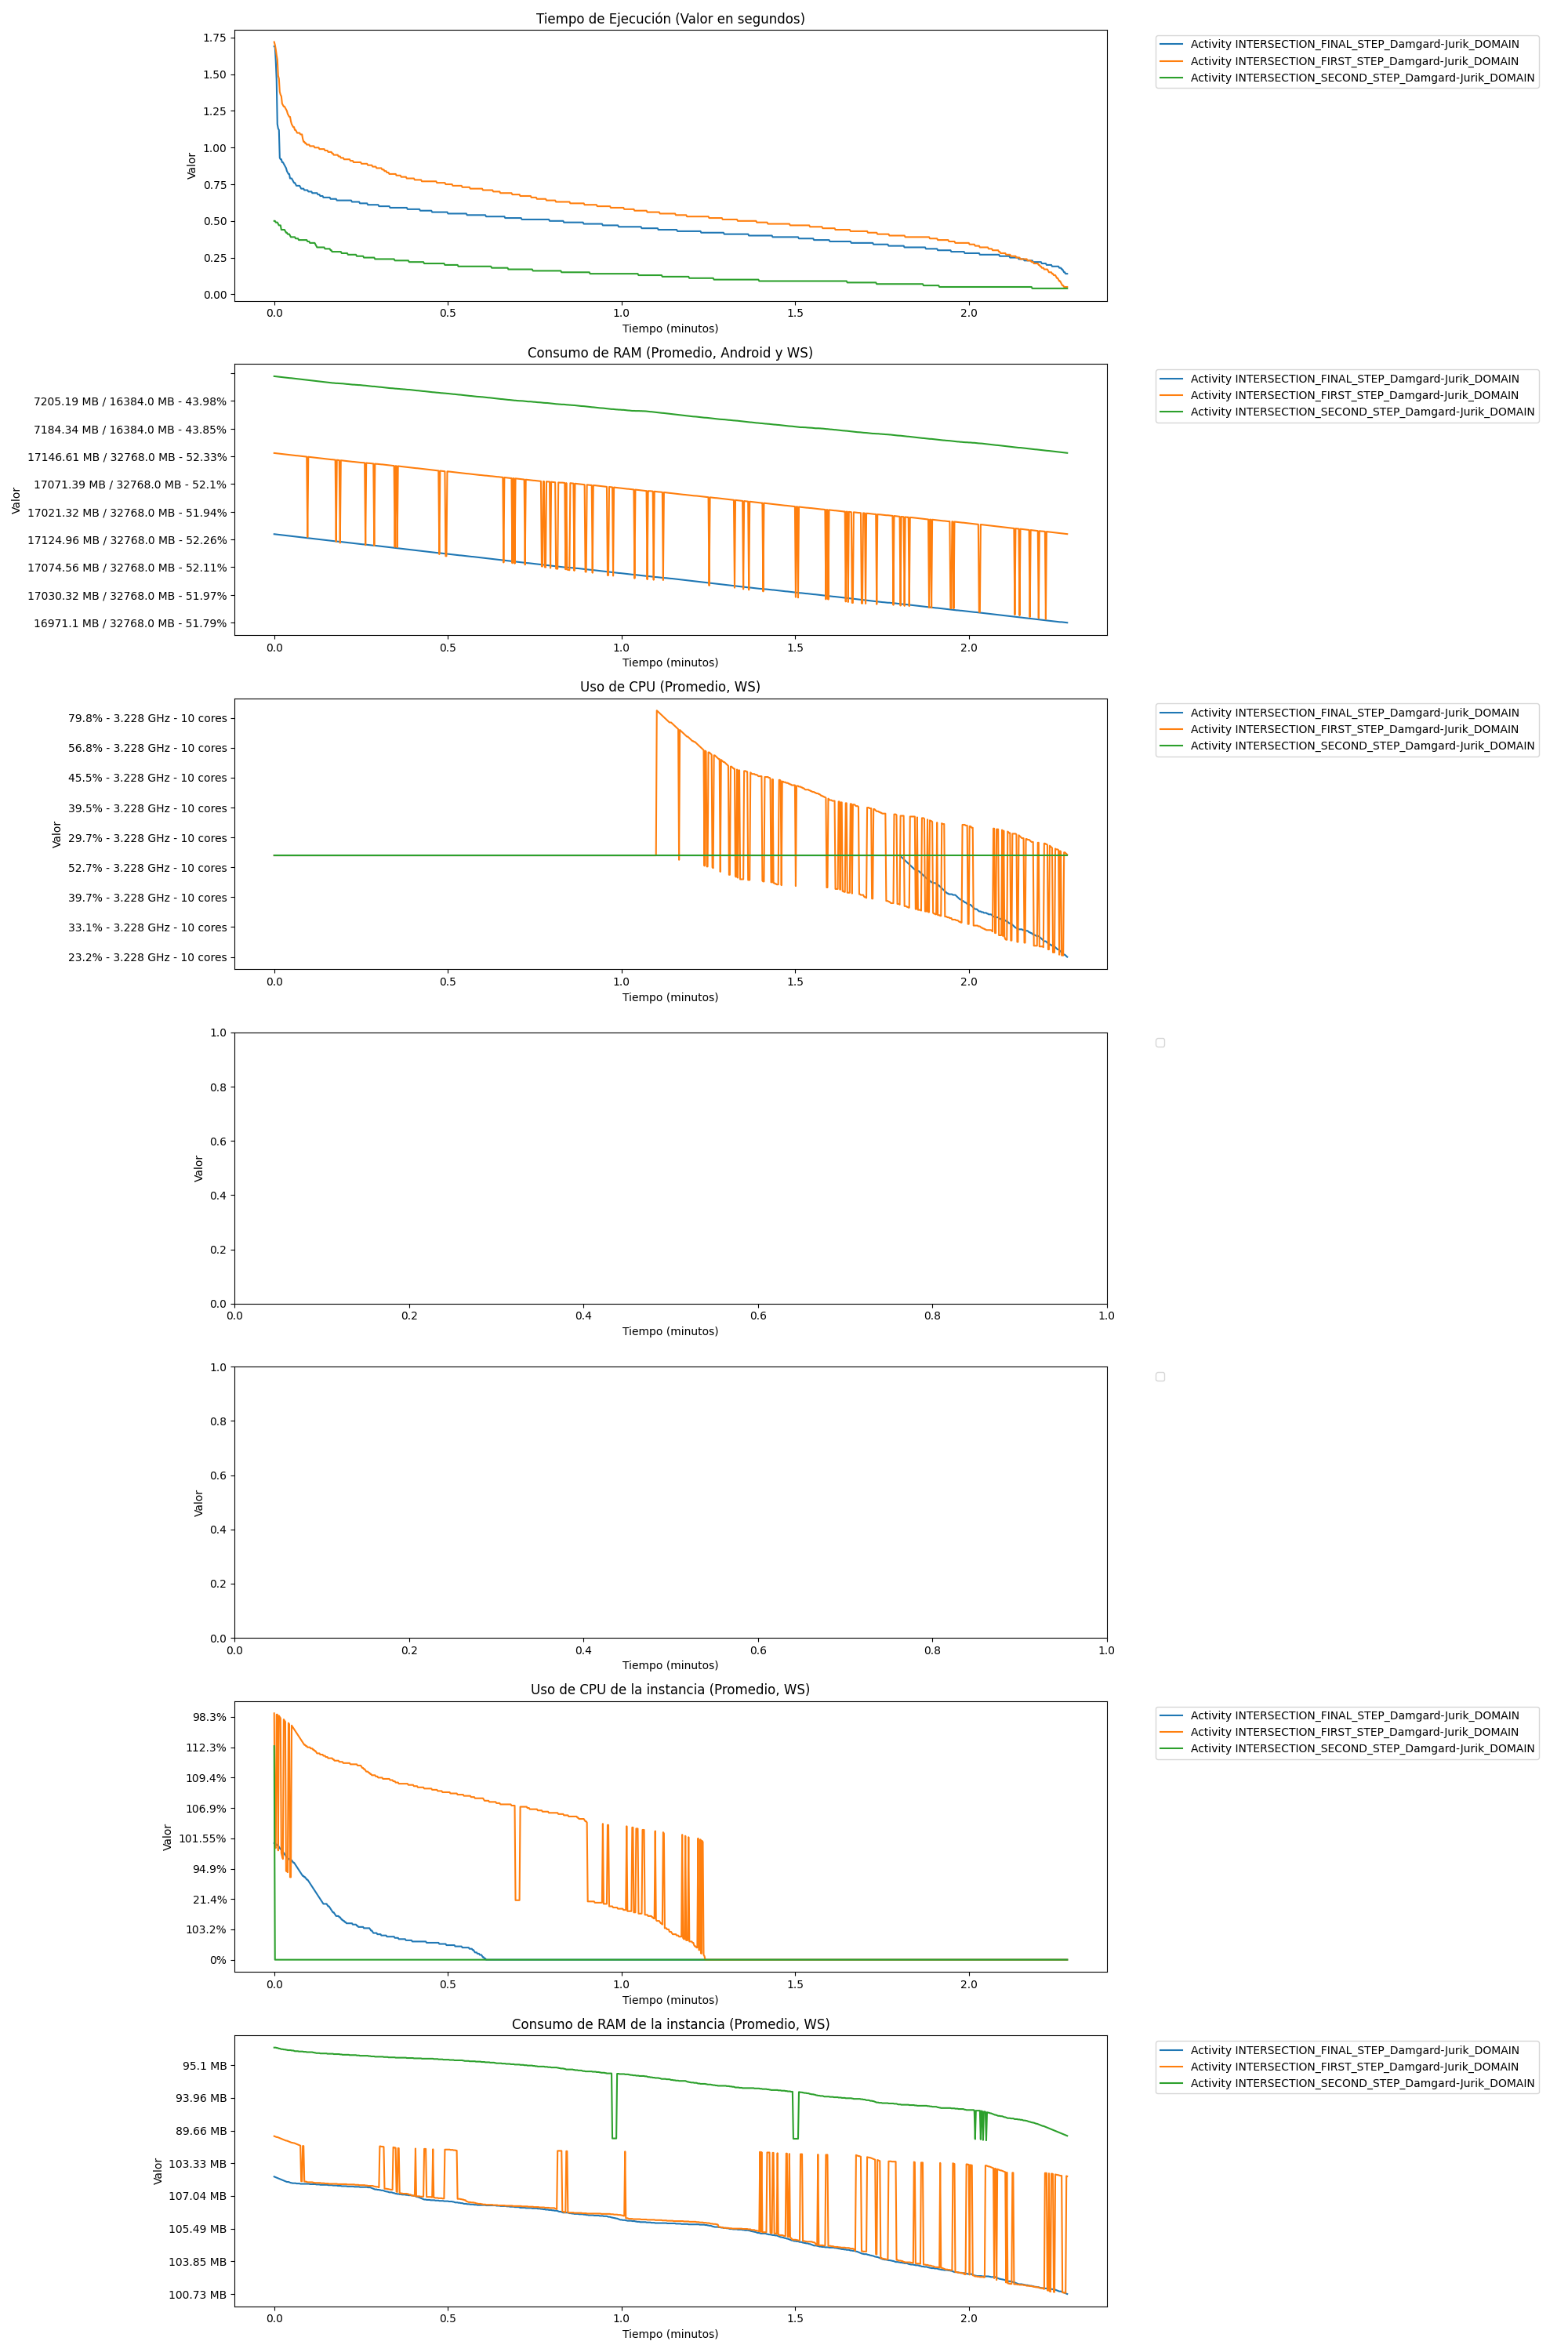 Tiempo de Ejecución (Valor en segundos)
1.75
1.50
1.25
1.00
0.75
0.50
0.25
0.00
Valor
0.0 0.5 1.0 1.5 2.0
Tiempo (minutos)
Activity INTERSECTION_FINAL_STEP_Damgard-Jurik_DOMAIN
Activity INTERSECTION_FIRST_STEP_Damgard-Jurik_DOMAIN
Activity INTERSECTION_SECOND_STEP_Damgard-Jurik_DOMAIN
Consumo de RAM (Promedio, Android y WS)
7205.19 MB / 16384.0 MB - 43.98%
7184.34 MB / 16384.0 MB - 43.85%
17146.61 MB / 32768.0 MB - 52.33%
17071.39 MB / 32768.0 MB - 52.1%
17021.32 MB / 32768.0 MB - 51.94%
17124.96 MB / 32768.0 MB - 52.26%
17074.56 MB / 32768.0 MB - 52.11%
17030.32 MB / 32768.0 MB - 51.97%
16971.1 MB / 32768.0 MB - 51.79%
Valor
0.0 0.5 1.0 1.5 2.0
Tiempo (minutos)
Activity INTERSECTION_FINAL_STEP_Damgard-Jurik_DOMAIN
Activity INTERSECTION_FIRST_STEP_Damgard-Jurik_DOMAIN
Activity INTERSECTION_SECOND_STEP_Damgard-Jurik_DOMAIN
Uso de CPU (Promedio, WS)
79.8% - 3.228 GHz - 10 cores
56.8% - 3.228 GHz - 10 cores
45.5% - 3.228 GHz - 10 cores
39.5% - 3.228 GHz - 10 cores
29.7% - 3.228 GHz - 10 cores
52.7% - 3.228 GHz - 10 cores
39.7% - 3.228 GHz - 10 cores
33.1% - 3.228 GHz - 10 cores
23.2% - 3.228 GHz - 10 cores
Valor
0.0 0.5 1.0 1.5 2.0
Tiempo (minutos)
Activity INTERSECTION_FINAL_STEP_Damgard-Jurik_DOMAIN
Activity INTERSECTION_FIRST_STEP_Damgard-Jurik_DOMAIN
Activity INTERSECTION_SECOND_STEP_Damgard-Jurik_DOMAIN
1.0
0.8
0.6
0.4
0.2
0.0
Valor
0.0 0.2 0.4 0.6 0.8 1.0
Tiempo (minutos)
1.0
0.8
0.6
0.4
0.2
0.0
Valor
0.0 0.2 0.4 0.6 0.8 1.0
Tiempo (minutos)
Uso de CPU de la instancia (Promedio, WS)
98.3%
112.3%
109.4%
106.9%
101.55%
94.9%
21.4%
103.2%
0%
Valor
0.0 0.5 1.0 1.5 2.0
Tiempo (minutos)
Activity INTERSECTION_FINAL_STEP_Damgard-Jurik_DOMAIN
Activity INTERSECTION_FIRST_STEP_Damgard-Jurik_DOMAIN
Activity INTERSECTION_SECOND_STEP_Damgard-Jurik_DOMAIN
Consumo de RAM de la instancia (Promedio, WS)
95.1 MB
93.96 MB
89.66 MB
103.33 MB
107.04 MB
105.49 MB
103.85 MB
100.73 MB
Valor
0.0 0.5 1.0 1.5 2.0
Tiempo (minutos)
Activity INTERSECTION_FINAL_STEP_Damgard-Jurik_DOMAIN
Activity INTERSECTION_FIRST_STEP_Damgard-Jurik_DOMAIN
Activity INTERSECTION_SECOND_STEP_Damgard-Jurik_DOMAIN